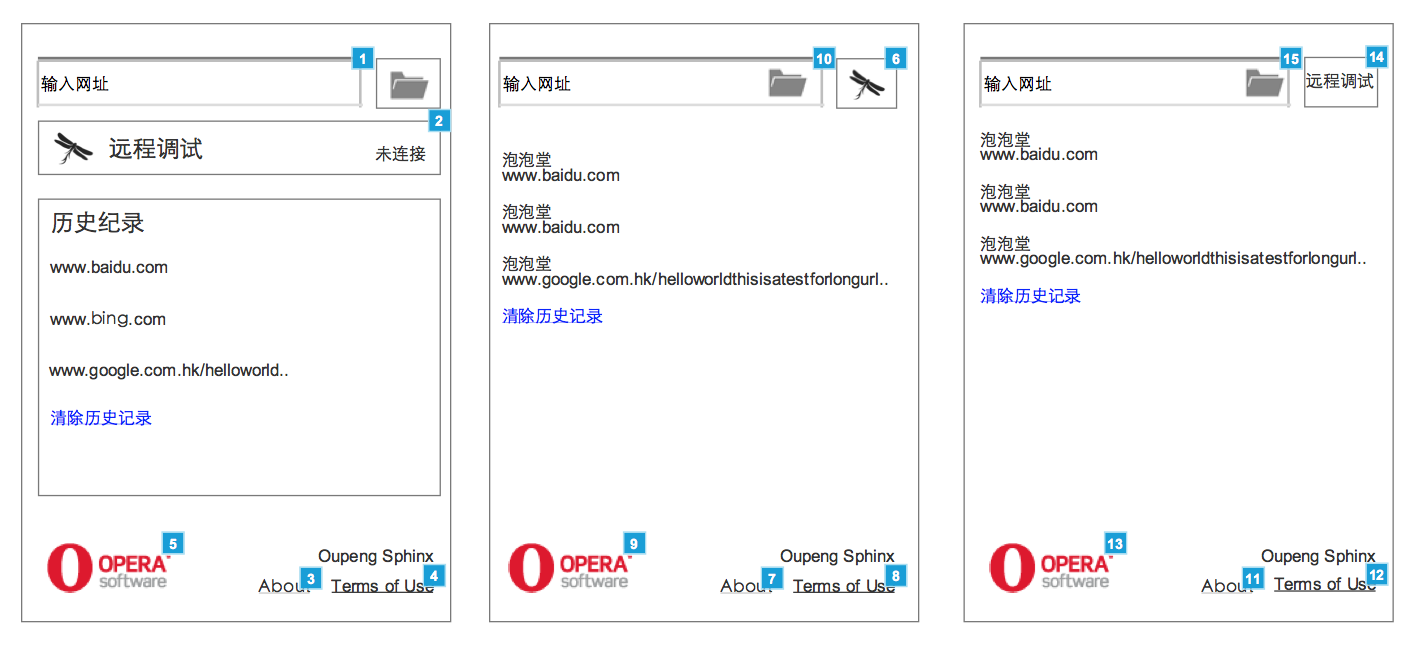 1
输入网址
2
远程调试
未连接
历史纪录
www.baidu.com
www.bing.com
www.google.com.hk/helloworld..
清除历史记录
5
OPERA™
software
Oupeng Sphinx
About
3
Terms of Use
4
10
6
输入网址
泡泡堂
www.baidu.com
泡泡堂
www.baidu.com
泡泡堂
www.google.com.hk/helloworldthisisatestforlongurl..
清除历史记录
9
OPERA™
software
Oupeng Sphinx
About
7
Terms of Use
8
15
14
输入网址
远程调试
泡泡堂
www.baidu.com
泡泡堂
www.baidu.com
泡泡堂
www.google.com.hk/helloworldthisisatestforlongurl..
清除历史记录
13
OPERA™
software
Oupeng Sphinx
About
11
Terms of Use
12